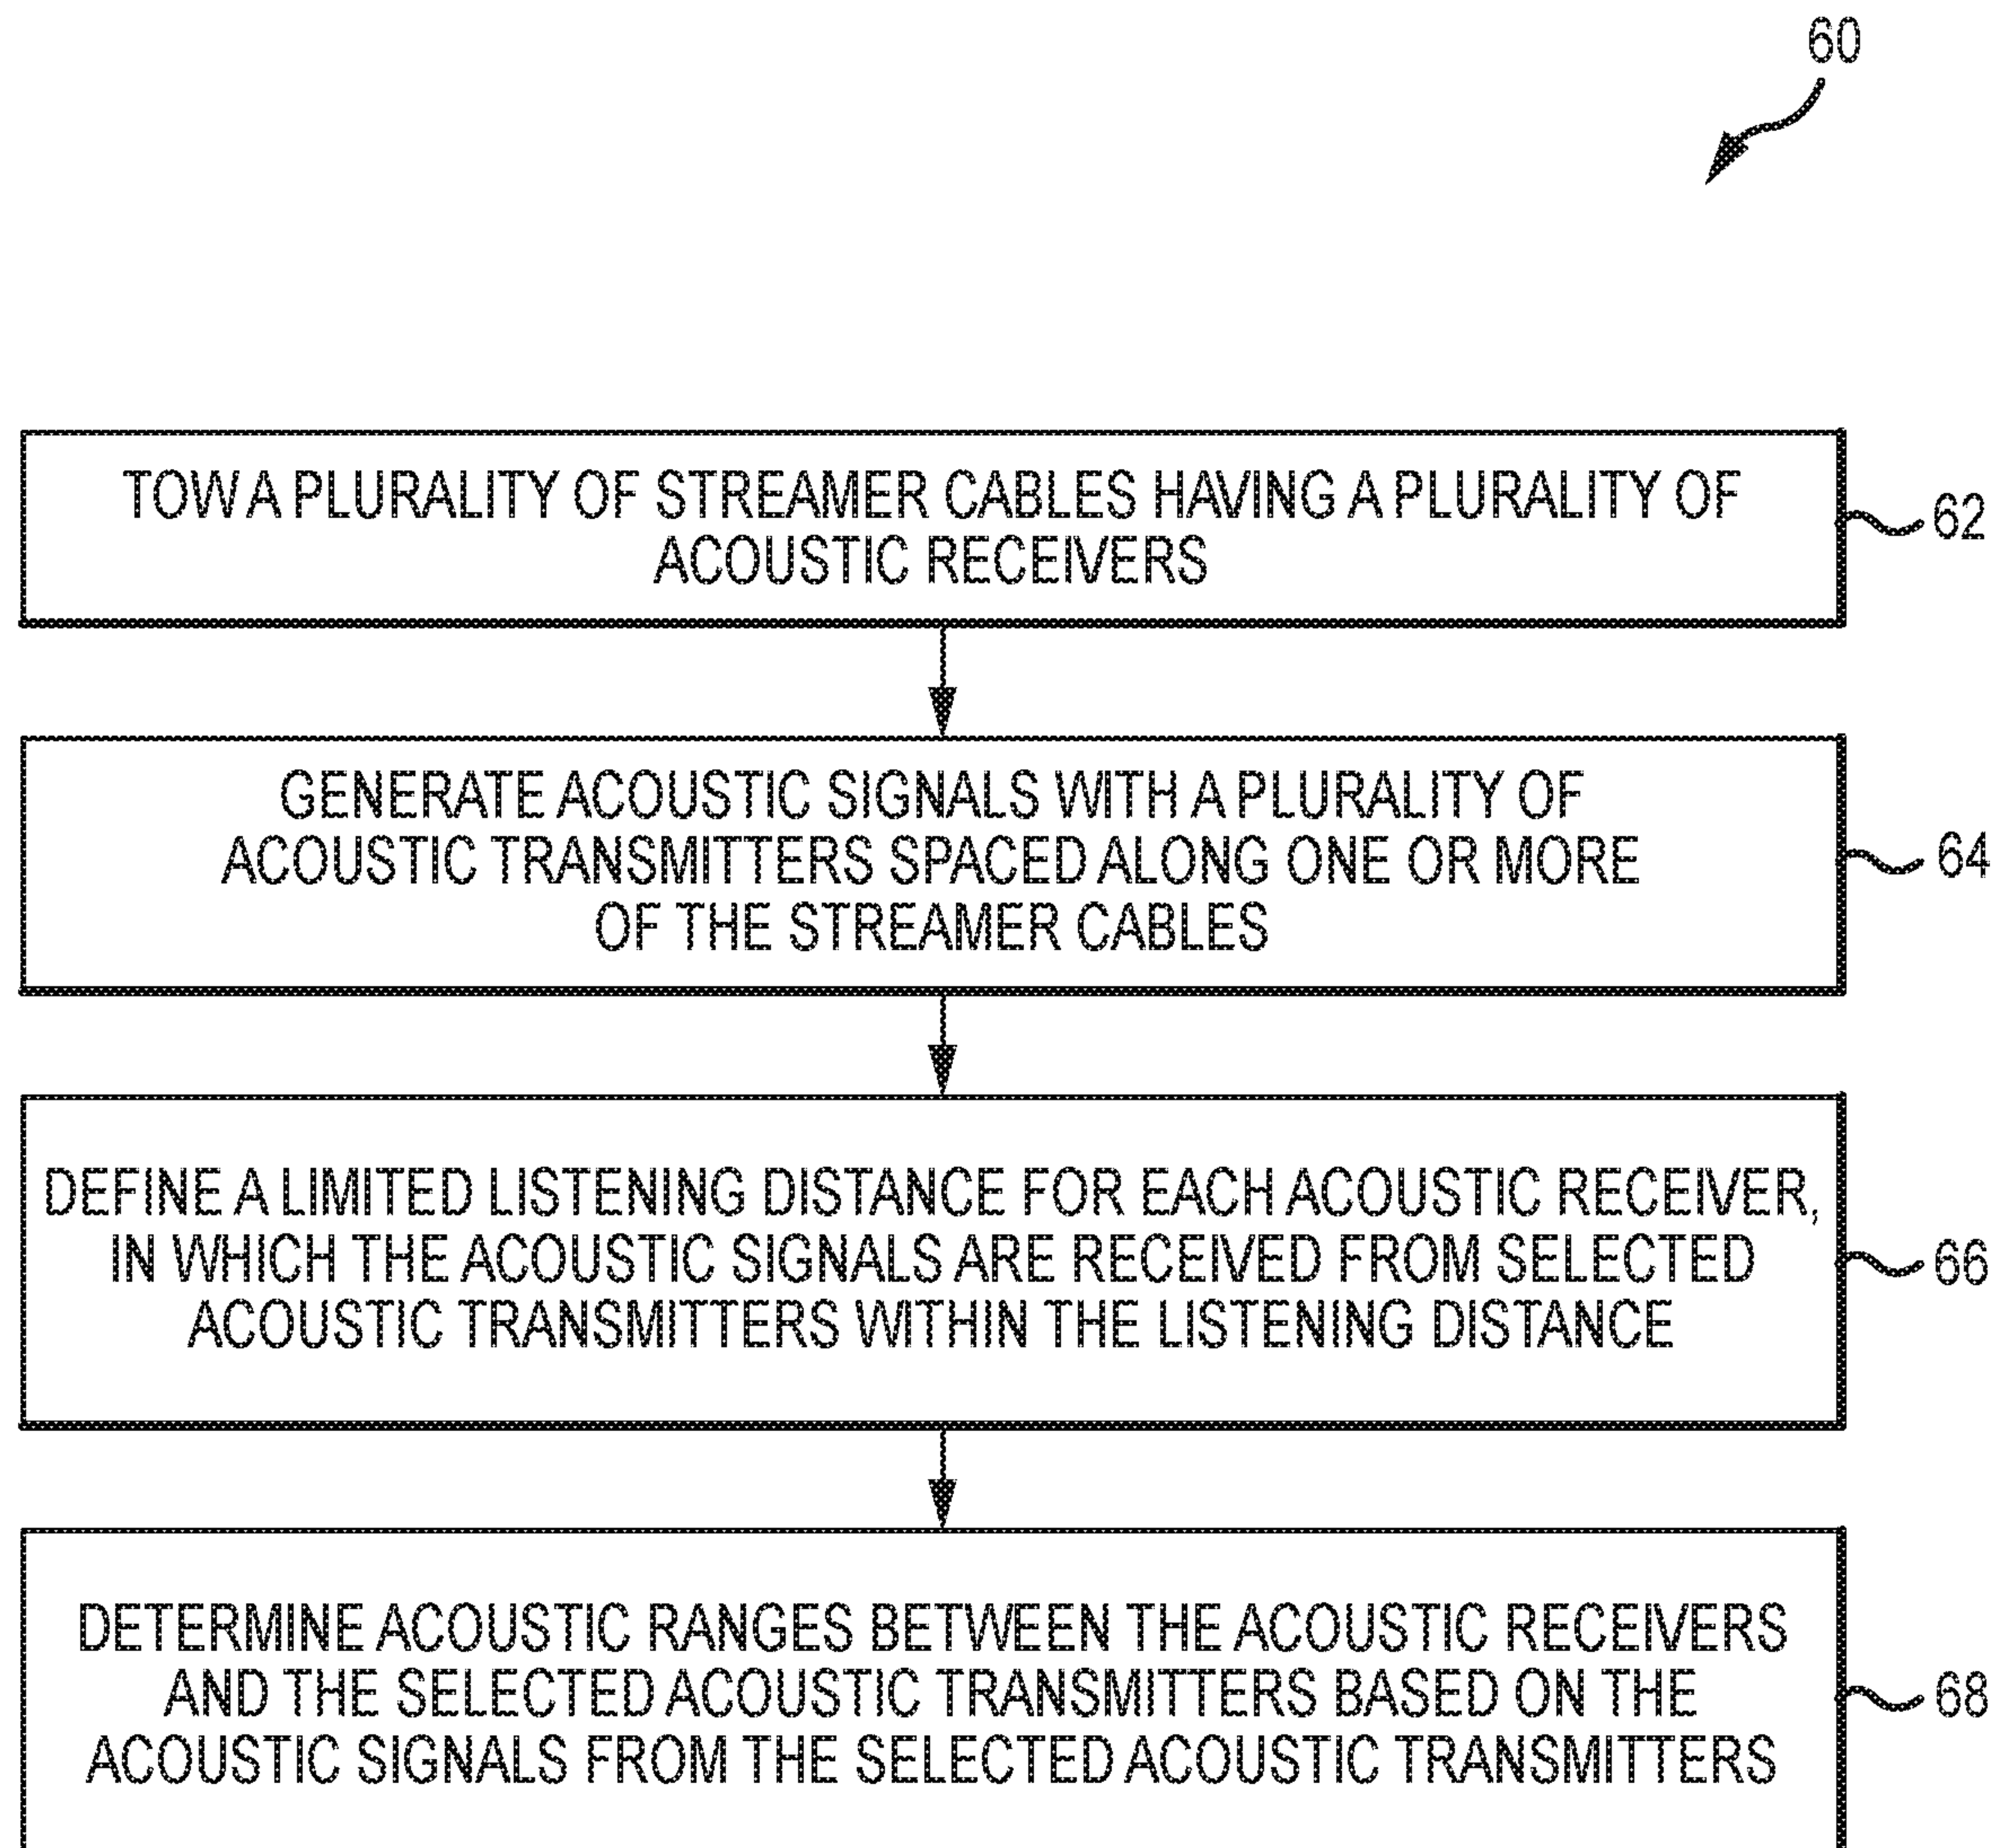 60
TOW A PLURALITY OF STREAMER CABLES HAVING A PLURALITY OF
ACOUSTIC RECEIVERS
62
GENERATE ACOUSTIC SIGNALS WITH A PLURALITY OF
ACOUSTIC TRANSMITTERS SPACED ALONG ONE OR MORE
OF THE STREAMER CABLES
64
DEFINE A LIMITED LISTENING DISTANCE FOR EACH ACOUSTIC RECEIVER,
IN WHICH THE ACOUSTIC SIGNALS ARE RECEIVED FROM SELECTED
ACOUSTIC TRANSMITTERS WITHIN THE LISTENING DISTANCE
66
DETERMINE ACOUSTIC RANGES BETWEEN THE ACOUSTIC RECEIVERS
AND THE SELECTED ACOUSTIC TRANSMITTERS BASED ON THE
ACOUSTIC SIGNALS FROM THE SELECTED ACOUSTIC TRANSMITTERS
68